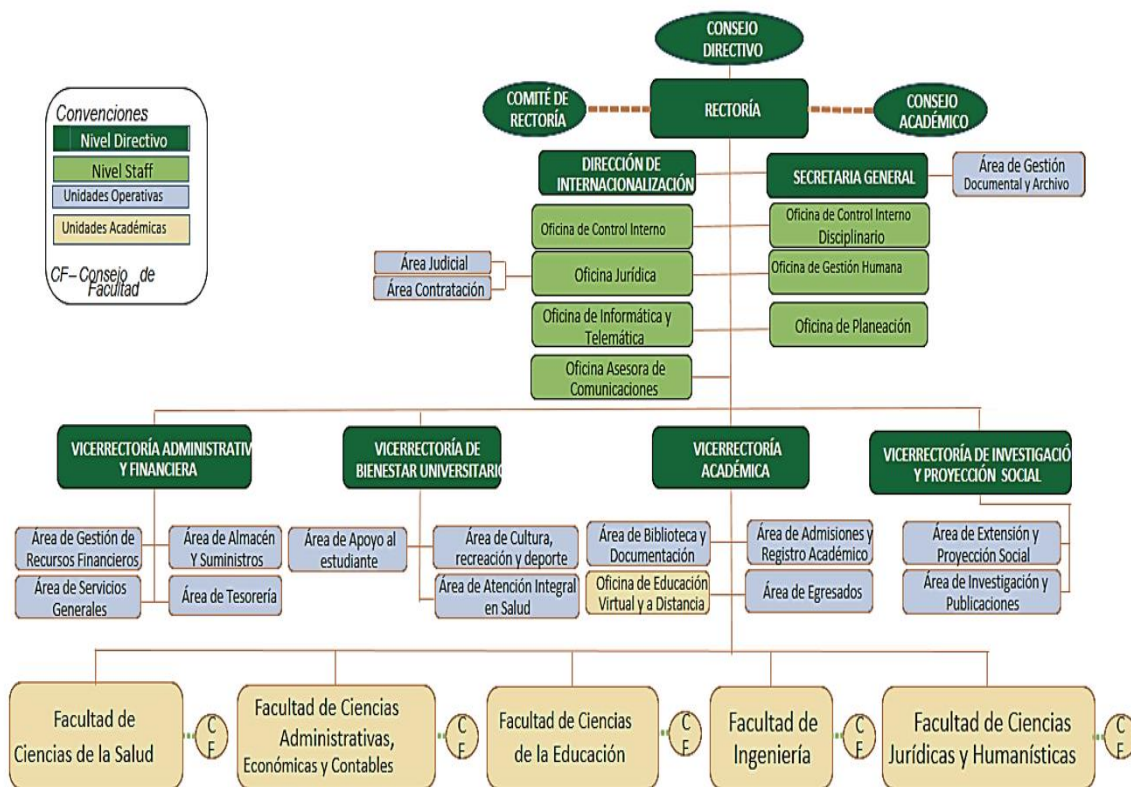 CONSEJO
DIRECTIVO
COMITÉ DE
RECTORÍA
RECTORÍA
CONSEJO
ACADÉMICO
Convenciones
Nivel Directivo
Nivel Staff
Unidades Operativas
Unidades Académicas
CF–Consejo de
Facultad
DIRECCIÓN DE
INTERNACIONALIZACIÓN
SECRETARIA GENERAL
Área de Gestión
Documental y Archivo
Oficina de Control Interno
Oficina de Control Interno
Disciplinario
Área Judicial
Área Contratación
Oficina Jurídica
Oficina de Gestión Humana
Oficina de Informática y
Telemática
Oficina de Planeación
Oficina Asesora de
Comunicaciones
VICERRECTORÍA ADMINISTRATIV
Y FINANCIERA
VICERRECTORÍA DE
BIENESTAR UNIVERSITARIO
VICERRECTORÍA
ACADÉMICA
VICERRECTORÍA DE INVESTIGACIÓ
Y PROYECCIÓN SOCIAL
Área de Gestión de
Recursos Financieros
Área de Almacén
Y Suministros
Área de Servicios
Generales
Área de Tesorería
Área de Apoyo al
estudiante
Área de Cultura,
recreación y deporte
Área de Atención Integral
en Salud
Área de Biblioteca y
Documentación
Área de Admisiones y
Registro Académico
Oficina de Educación
Virtual y a Distancia
Área de Egresados
Área de Extensión y
Proyección Social
Área de Investigación y
Publicaciones
Facultad de
Ciencias de la Salud
C
F
Facultad de Ciencias
Administrativas,
Económicas y Contables
C
F
Facultad de Ciencias
de la Educación
C
F
Facultad de
Ingeniería
C
F
Facultad de Ciencias
Jurídicas y Humanísticas
C
F